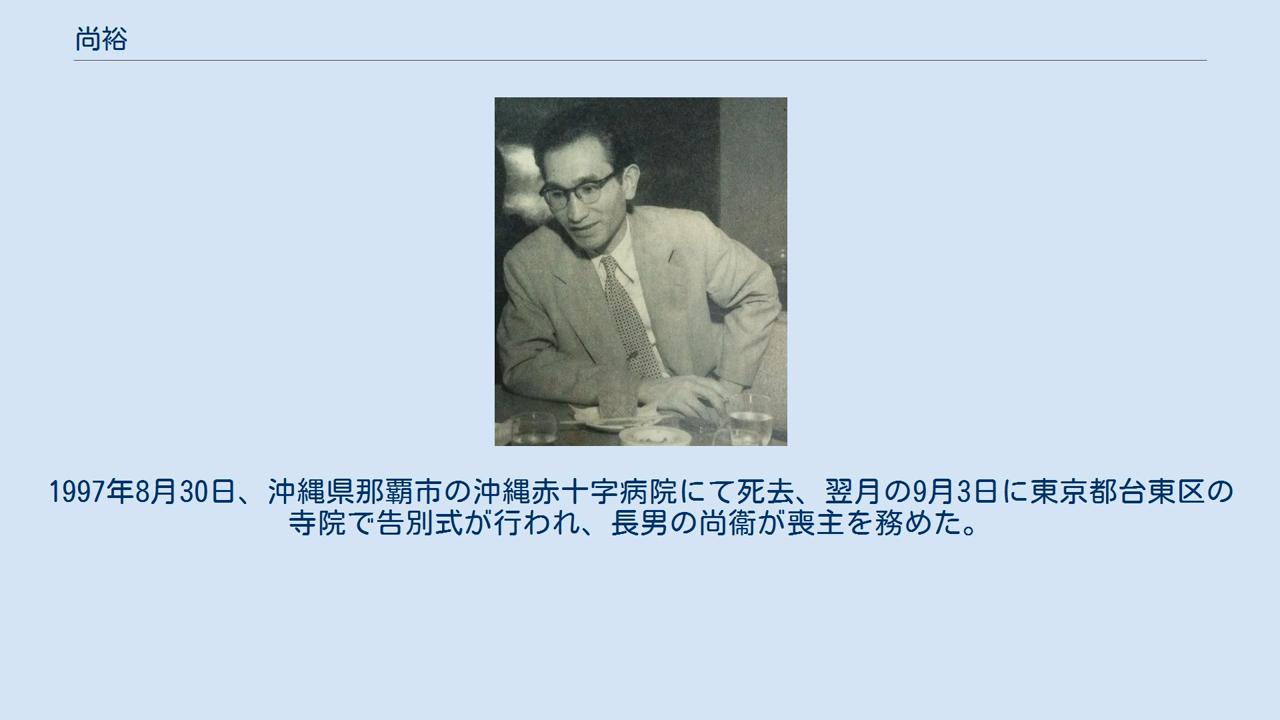 尚裕
1997年8月30日、沖縄県那覇市の沖縄赤十字病院にて死去、翌月の9月3日に東京都台東区の
寺院で告別式が行われ、長男の尚衞が喪主を務めた。